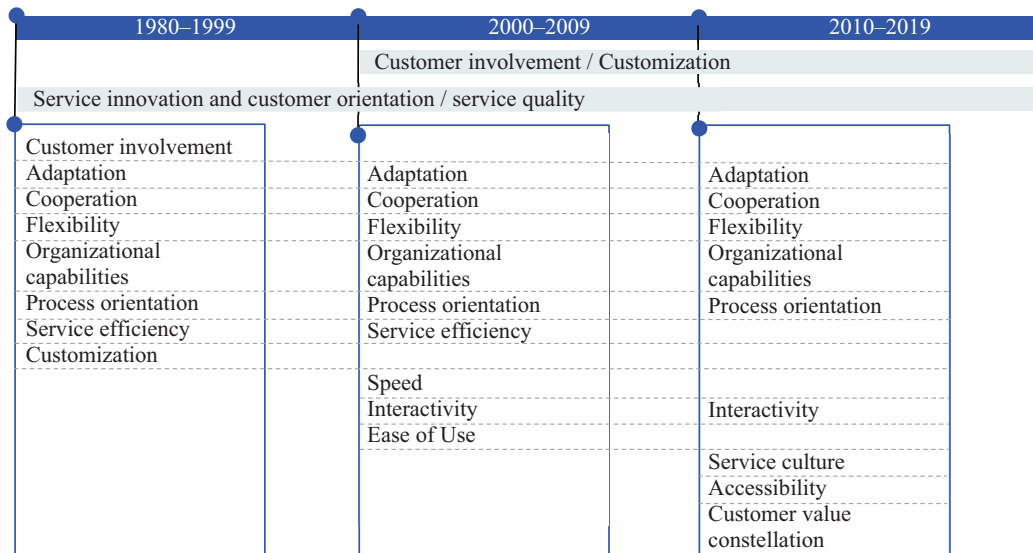 1980–1999
2000–2009
2010–2019
Customer involvement / Customization
Service innovation and customer orientation / service quality
Customer involvement
Adaptation
Cooperation
Flexibility
Organizational
capabilities
Process orientation
Service efficiency
Customization
Adaptation
Cooperation
Flexibility
Organizational
capabilities
Process orientation
Service efficiency
Speed
Interactivity
Ease of Use
Adaptation
Cooperation
Flexibility
Organizational
capabilities
Process orientation
Interactivity
Service culture
Accessibility
Customer value
constellation